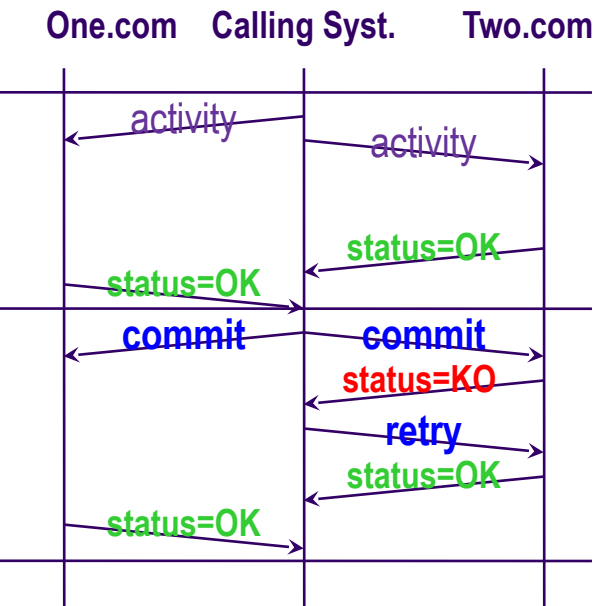 One.com Calling Syst. Two.com
activity
activity
status=OK
status=OK
commit commit
status=KO
retry
status=OK
status=OK